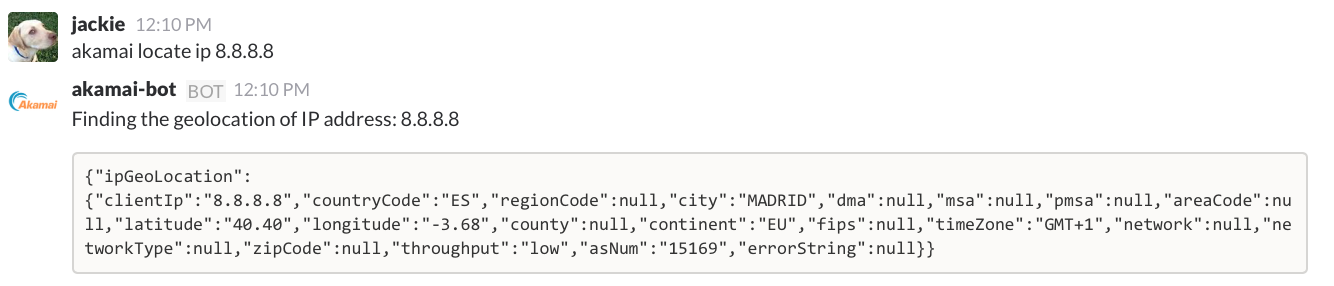 jackie 12:10 PM
akamai locate ip 8.8.8.8
akamai-bot BOT 12:10 PM
Akamai
Finding the geolocation of IP address: 8.8.8.8
{"ipGeoLocation":
{"clientIp":"8.8.8.8","countryCode":"ES","regionCode":null,"city":"MADRID","dma":null,"msa":null,"pmsa":null,"areaCode":nu
ll,"latitude":"40.40","longitude":"-3.68","county":null,"continent":"EU","fips":null,"timeZone":"GMT+1","network":null,"ne
tworkType":null,"zipCode":null,"throughput":"low","asNum":"15169","errorString":null}}